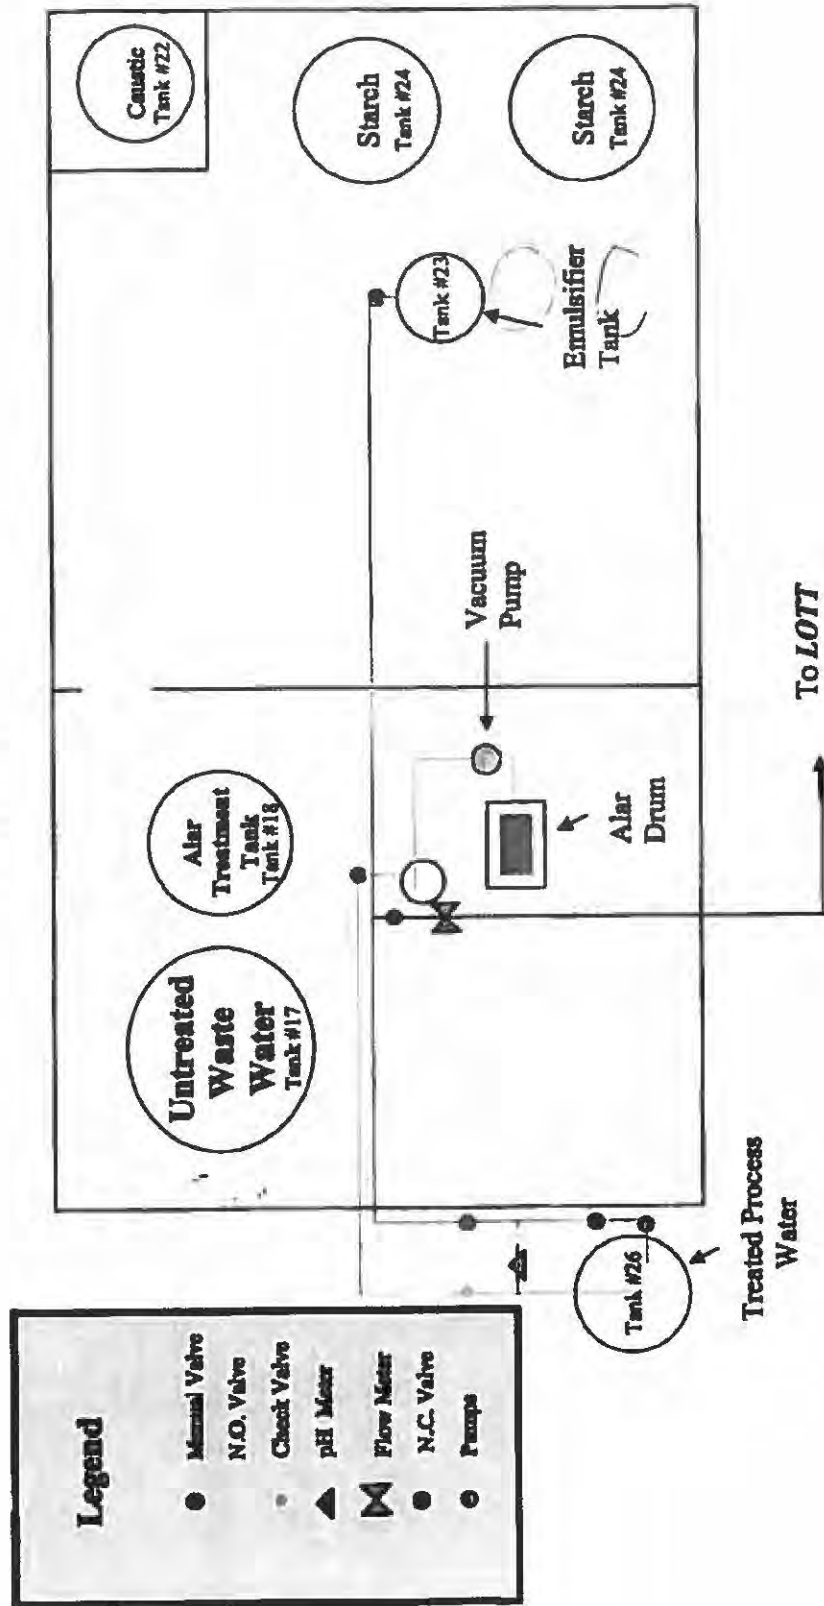 Legend
Manual Valve
N.O. Valve
Check Valve
pH Meter
Flow Meter
N.C. Valve
Pumps
Untreated
Waste
Water
Tank #17
Alar
Treatment
Tank
Tank #18
Caustic
Tank #22
Starch
Tank #24
Starch
Tank #24
Tank #23
Emulsifier
Tank
Vacuum
Pump
Alar
Drum
Tank #26
Treated Process
Water
To LOTT